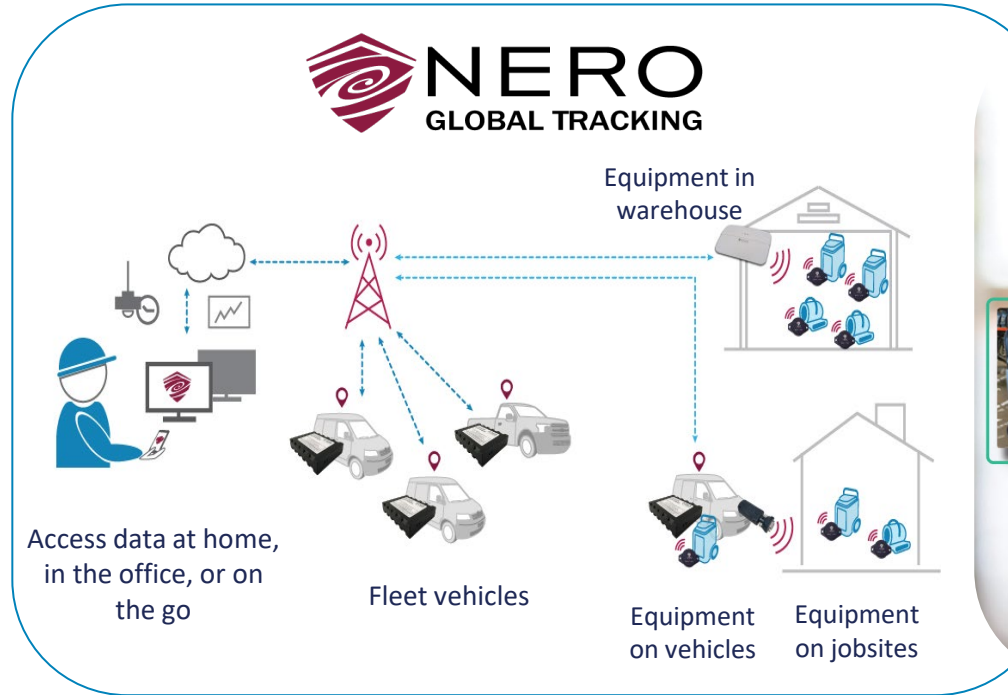 NERO
GLOBAL TRACKING
Equipment in
warehouse
Access data at home,
in the office, or on
the go
Fleet vehicles
Equipment
on vehicles
Equipment
on jobsites